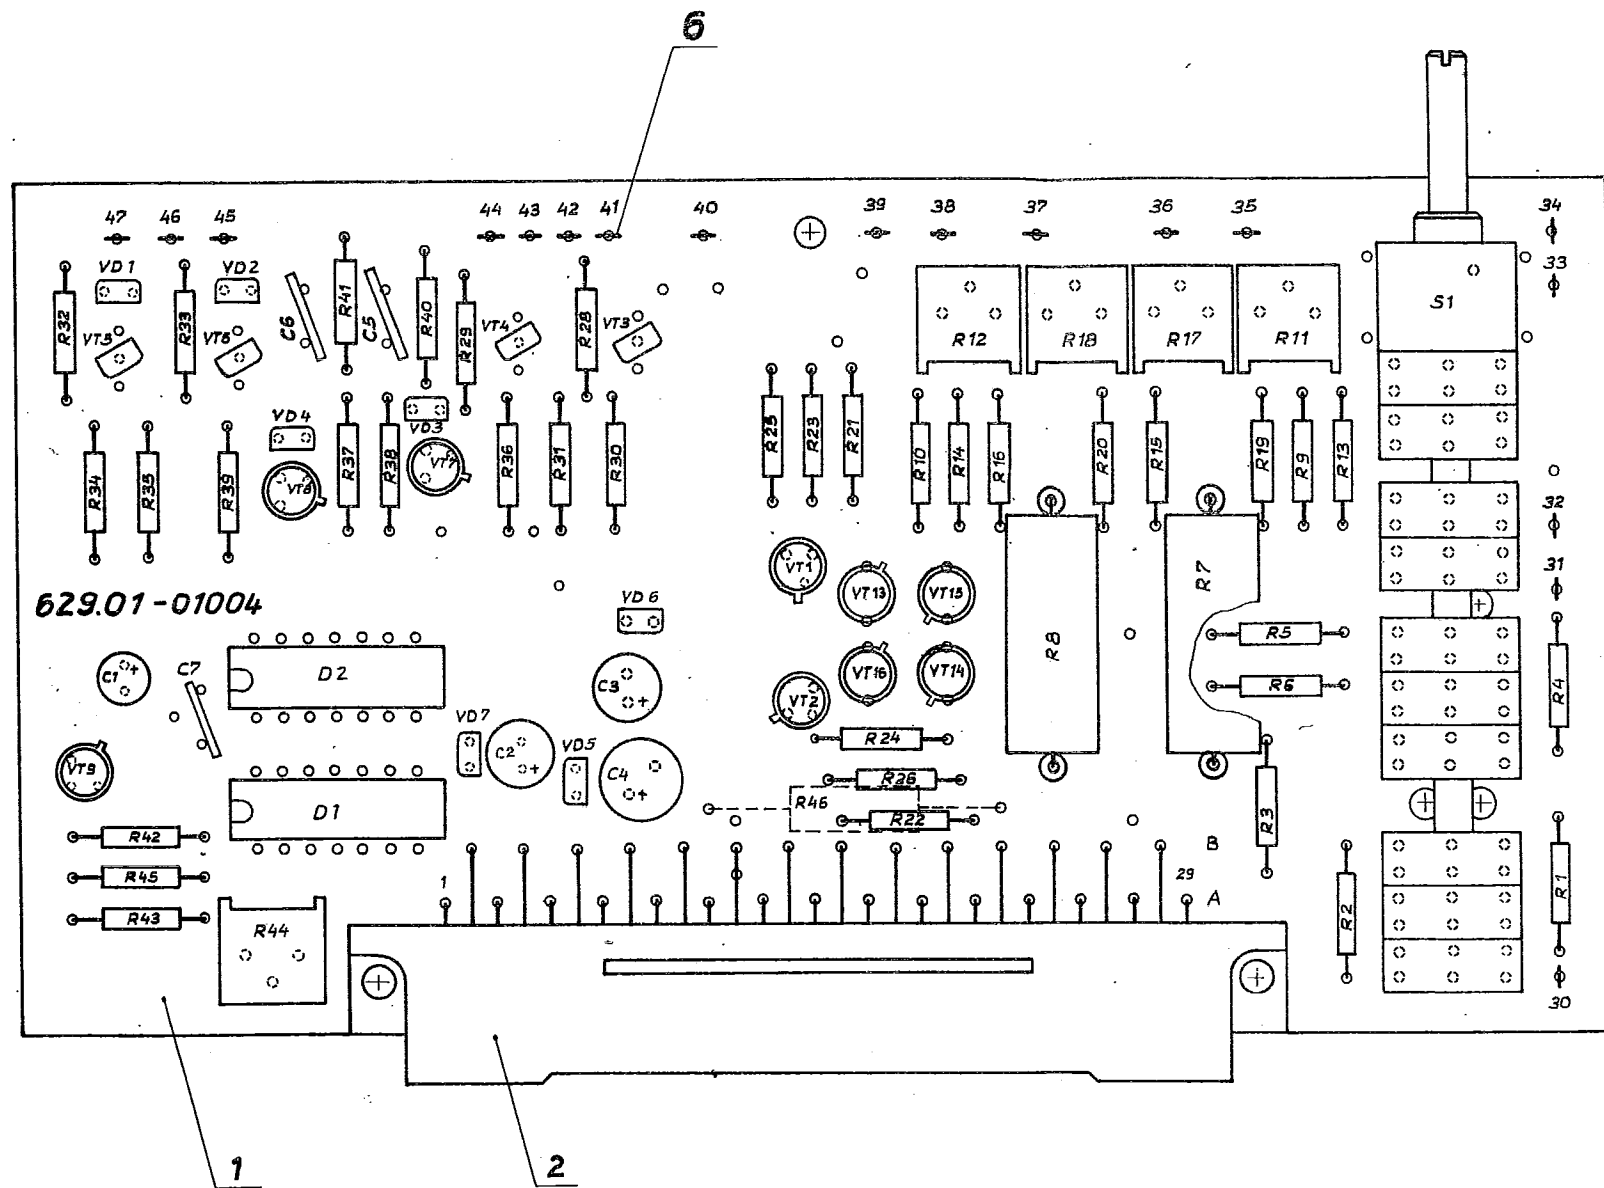 6
47 46 45 44 43 42 41 40 39 38 37 36 35 34
VD1 VD2 33
R32 R33 C6 R41 C5 R40 R29 VT4 R28 VT3 R12 R18 R17 R11 S1
VT5 VT6
VD4 VD3
R34 R35 R39 VT8 R37 R38 VT7 R36 R31 R30 R25 R23 R21 R10 R14 R16 R20 R15 R19 R9 R13
32
31
VT1 R7
629.01-01004 VD6 VT13 VT15
R8 R5
C1 + C7 D2 C3 + VT16 VT14 R6 R4
VT2
VD7 C2 + VD5 R24
VT9 C4 + R26
D1 R46 R22 R3
R42 B
R45 1 29 R1
R43 A R2
R44
30
1 2